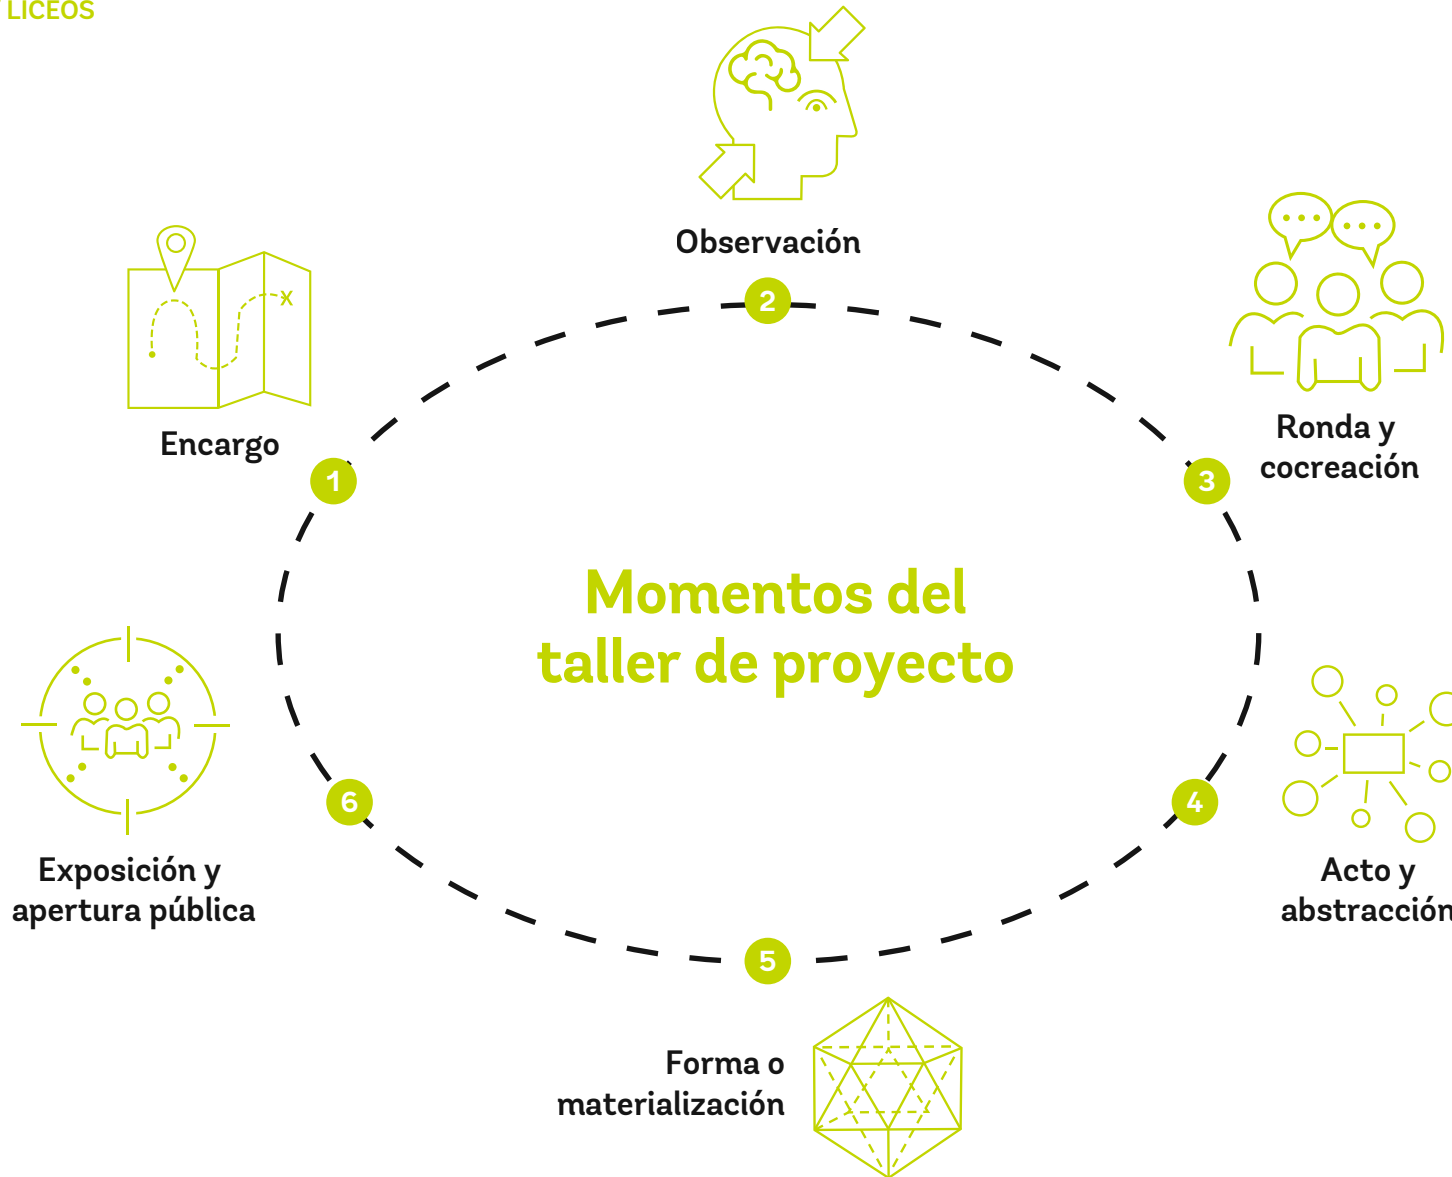 LICEOS
Observación
2
Encargo
1
Ronda y
cocreación
3
Momentos del
taller de proyecto
Exposición y
apertura pública
6
4
Acto y
abstracción
5
Forma o
materialización
X